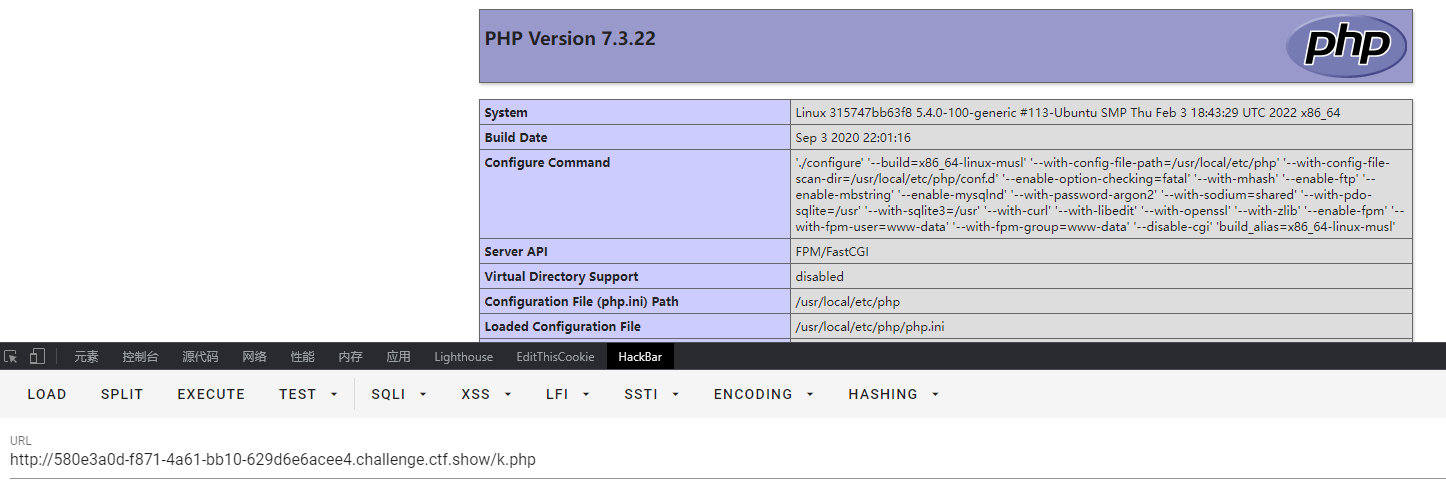 PHP Version 7.3.22
php
System Linux 315747bb63f8 5.4.0-100-generic #113-Ubuntu SMP Thu Feb 3 18:43:29 UTC 2022 x86_64
Build Date Sep 3 2020 22:01:16
Configure Command './configure' '--build=x86_64-linux-musl' '--with-config-file-path=/usr/local/etc/php' '--with-config-file-
scan-dir=/usr/local/etc/php/conf.d' '--enable-option-checking=fatal' '--with-mhash' '--enable-ftp' '--
enable-mbstring' '--enable-mysqlnd' '--with-password-argon2' '--with-sodium=shared' '--with-pdo-
sqlite=/usr' '--with-sqlite3=/usr' '--with-curl' '--with-libedit' '--with-openssl' '--with-zlib' '--enable-fpm' '--
with-fpm-user=www-data' '--with-fpm-group=www-data' '--disable-cgi' 'build_alias=x86_64-linux-musl'
Server API FPM/FastCGI
Virtual Directory Support disabled
Configuration File (php.ini) Path /usr/local/etc/php
Loaded Configuration File /usr/local/etc/php/php.ini
元素 控制台 源代码 网络 性能 内存 应用 Lighthouse EditThisCookie HackBar
LOAD SPLIT EXECUTE TEST SQLI XSS LFI SSTI ENCODING HASHING
URL
http://580e3a0d-f871-4a61-bb10-629d6e6acee4.challenge.ctf.show/k.php